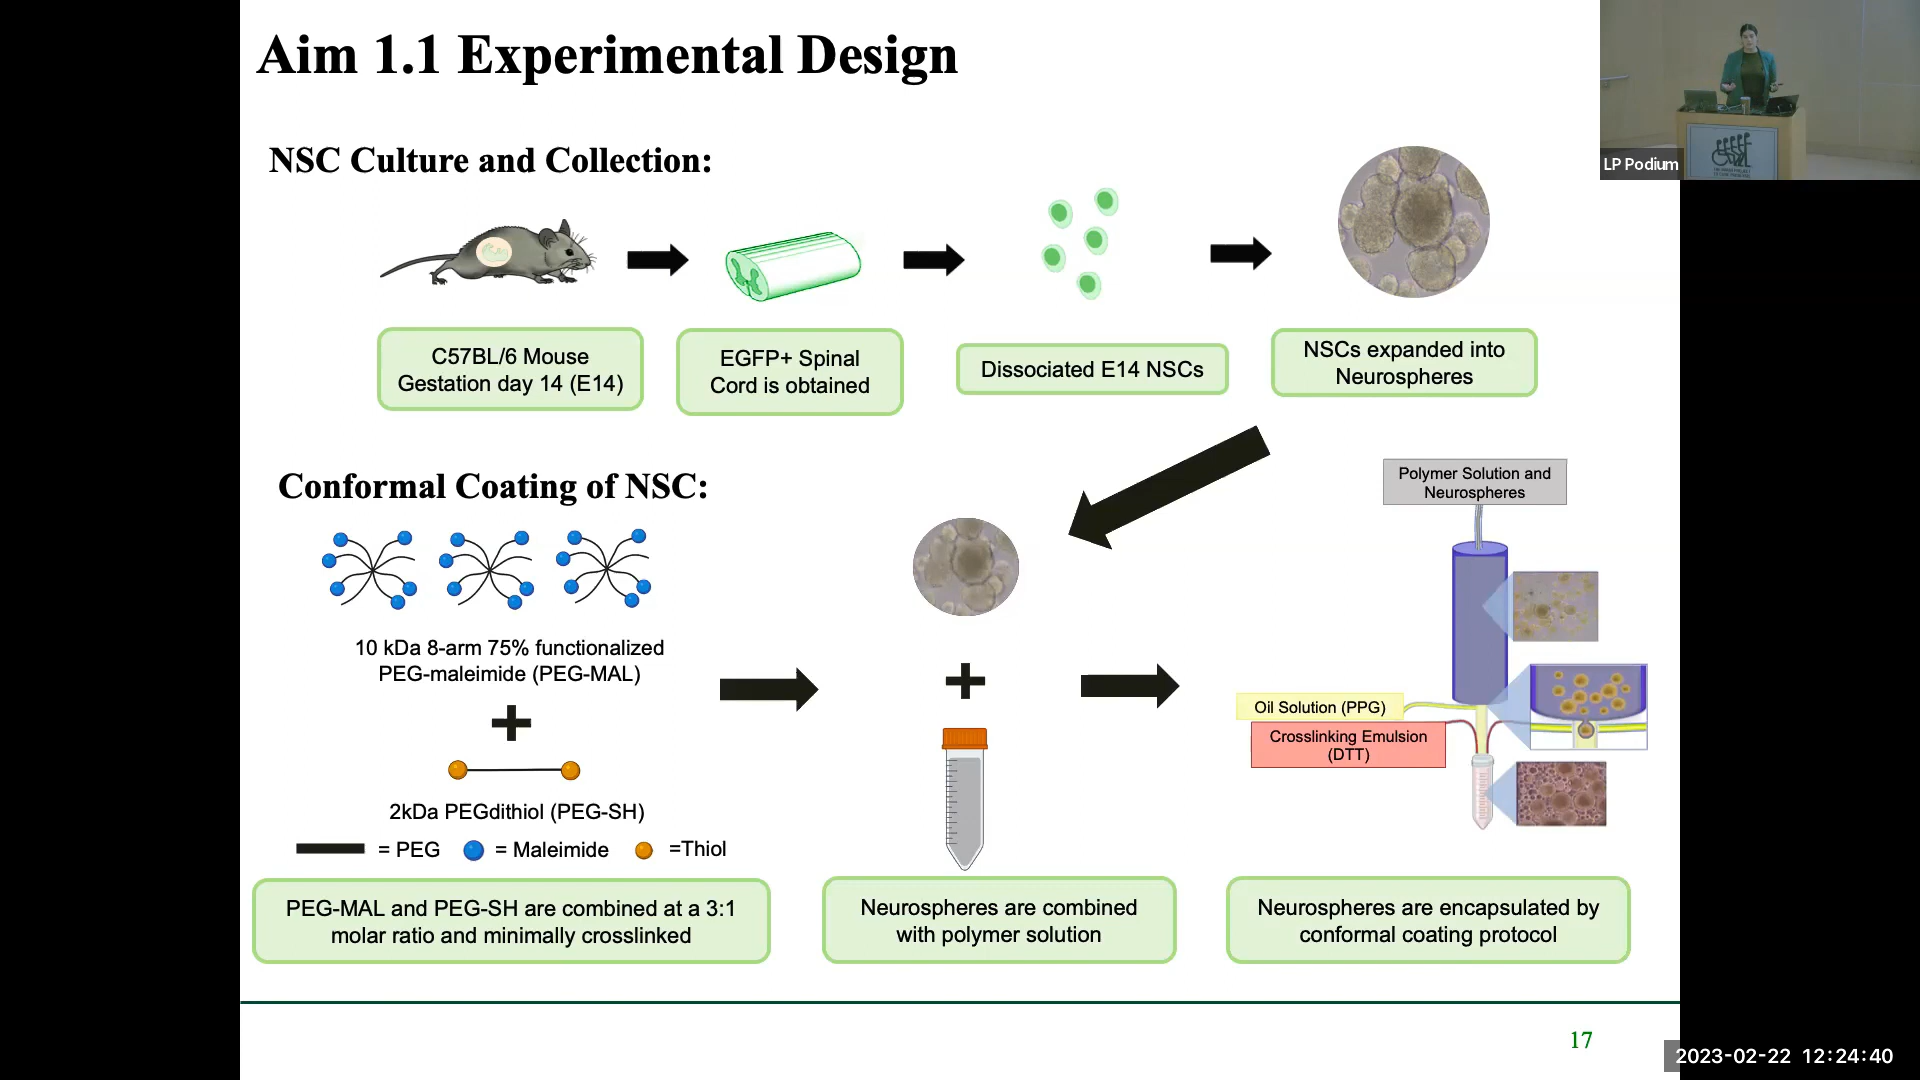 Aim 1.1 Experimental Design
LP Podium
NSC Culture and Collection:
C57BL/6 Mouse
Gestation day 14 (E14)
EGFP+ Spinal
Cord is obtained
Dissociated E14 NSCs
NSCs expanded into
Neurospheres
Conformal Coating of NSC:
10 kDa 8-arm 75% functionalized
PEG-maleimide (PEG-MAL)
2kDa PEGdithiol (PEG-SH)
= PEG
= Maleimide
=Thiol
Polymer Solution and
Neurospheres
Oil Solution (PPG)
Crosslinking Emulsion
(DTT)
PEG-MAL and PEG-SH are combined at a 3:1
molar ratio and minimally crosslinked
Neurospheres are combined
with polymer solution
Neurospheres are encapsulated by
conformal coating protocol
17
2023-02-22 12:24:40